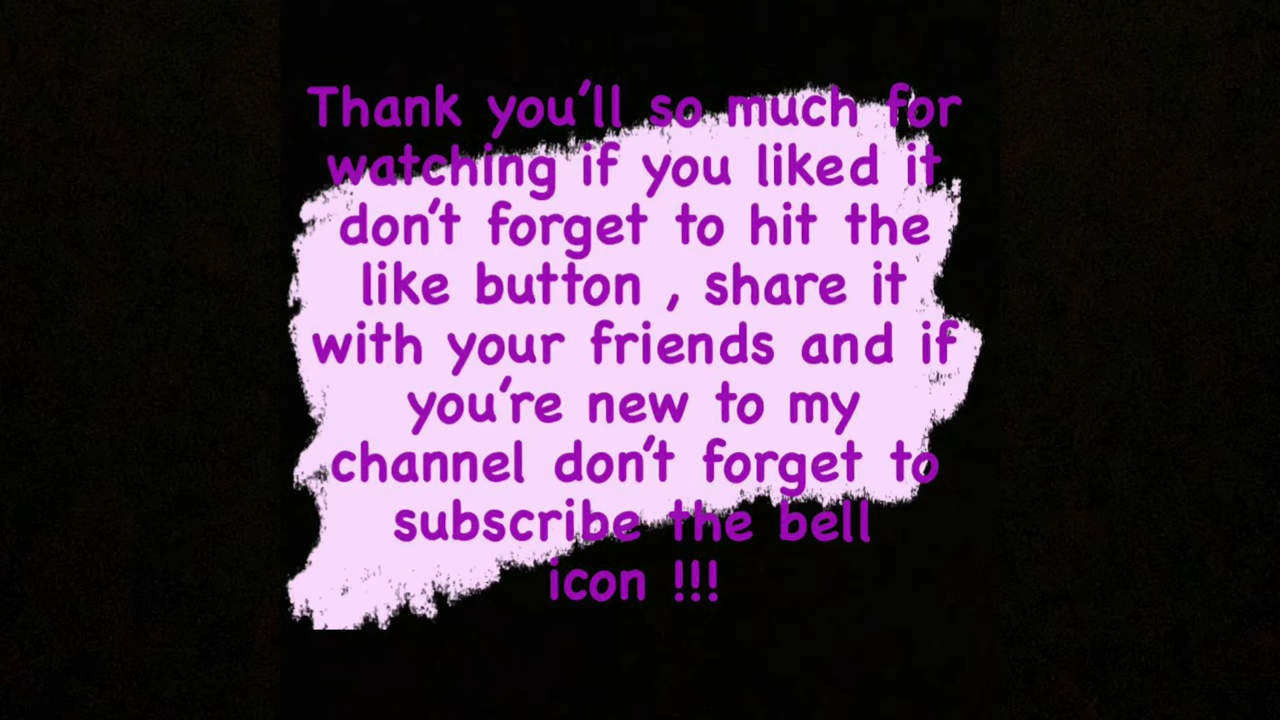 Thank you'll so much for
watching if you liked it
don't forget to hit the
like button , share it
with your friends and if
you're new to my
channel don't forget to
subscribe the bell
icon !!!